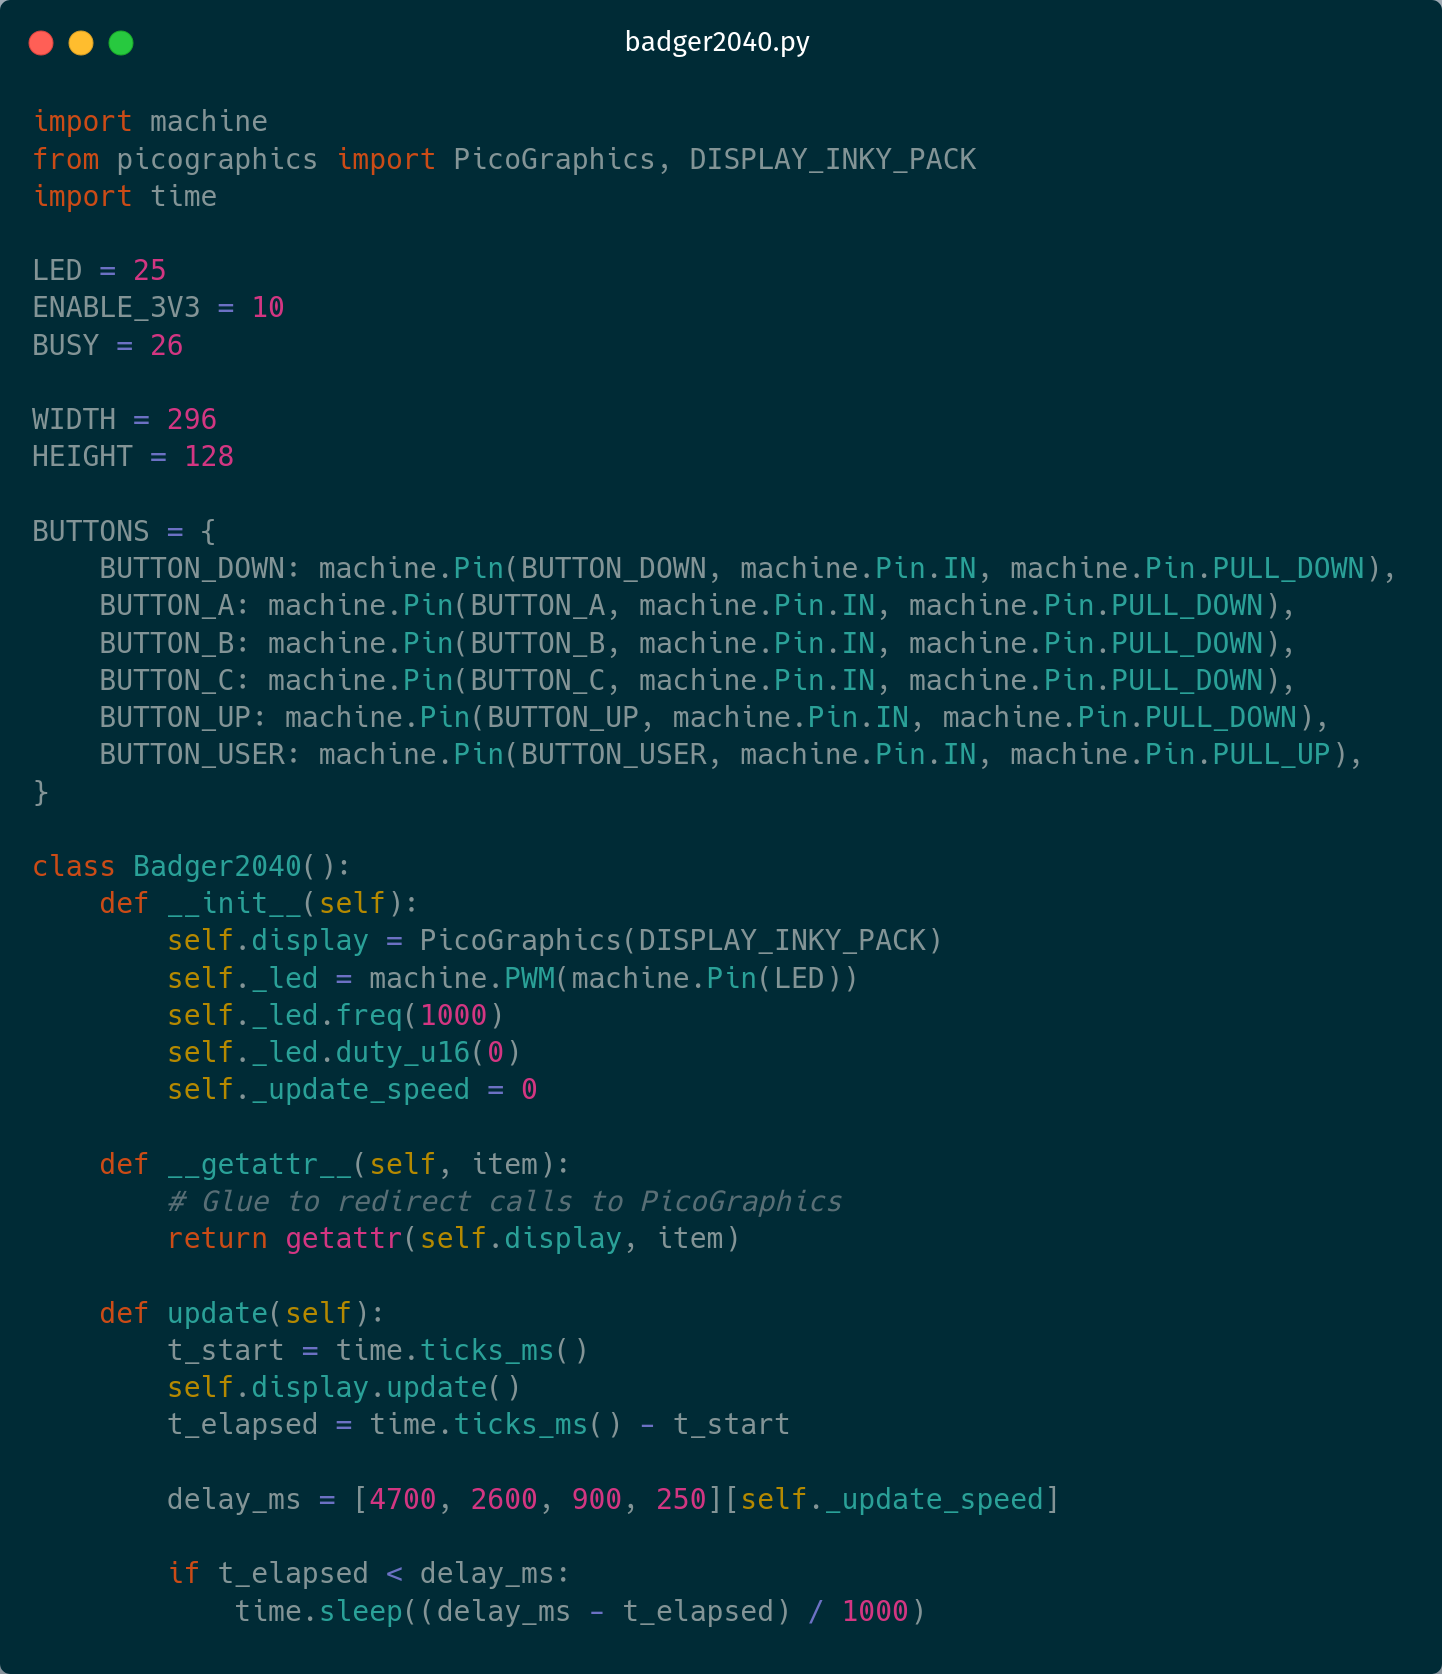 badger2040.py
import machine
from picographics import PicoGraphics, DISPLAY_INKY_PACK
import time

LED = 25
ENABLE_3V3 = 10
BUSY = 26

WIDTH = 296
HEIGHT = 128

BUTTONS = {
    BUTTON_DOWN: machine.Pin(BUTTON_DOWN, machine.Pin.IN, machine.Pin.PULL_DOWN),
    BUTTON_A: machine.Pin(BUTTON_A, machine.Pin.IN, machine.Pin.PULL_DOWN),
    BUTTON_B: machine.Pin(BUTTON_B, machine.Pin.IN, machine.Pin.PULL_DOWN),
    BUTTON_C: machine.Pin(BUTTON_C, machine.Pin.IN, machine.Pin.PULL_DOWN),
    BUTTON_UP: machine.Pin(BUTTON_UP, machine.Pin.IN, machine.Pin.PULL_DOWN),
    BUTTON_USER: machine.Pin(BUTTON_USER, machine.Pin.IN, machine.Pin.PULL_UP),
}

class Badger2040():
    def __init__(self):
        self.display = PicoGraphics(DISPLAY_INKY_PACK)
        self._led = machine.PWM(machine.Pin(LED))
        self._led.freq(1000)
        self._led.duty_u16(0)
        self._update_speed = 0

    def __getattr__(self, item):
        # Glue to redirect calls to PicoGraphics
        return getattr(self.display, item)

    def update(self):
        t_start = time.ticks_ms()
        self.display.update()
        t_elapsed = time.ticks_ms() - t_start

        delay_ms = [4700, 2600, 900, 250][self._update_speed]

        if t_elapsed < delay_ms:
            time.sleep((delay_ms - t_elapsed) / 1000)